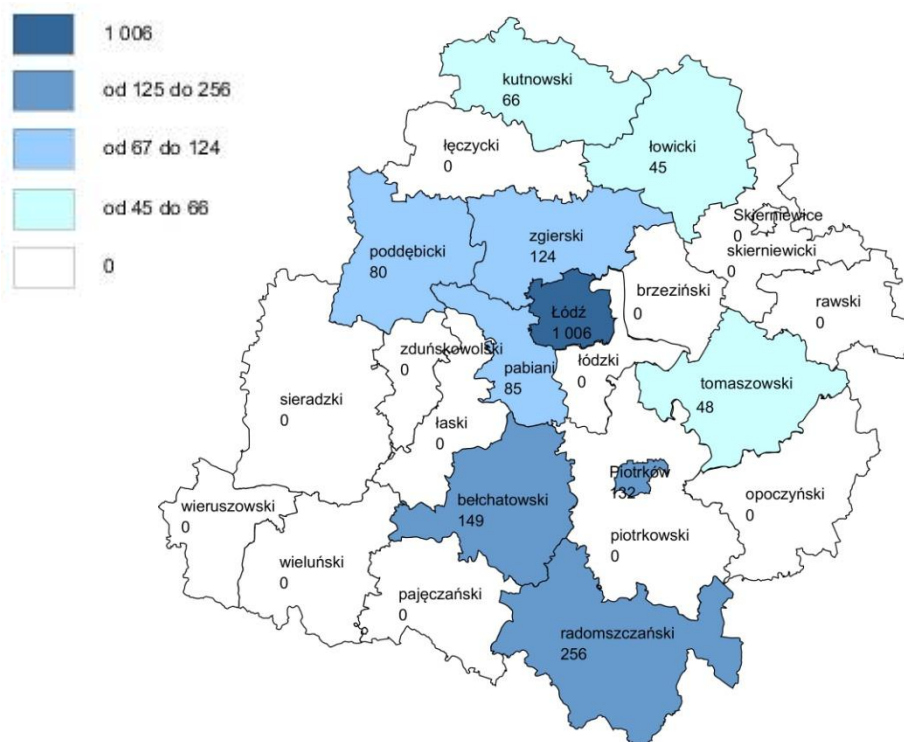 1 006
od 125 do 256
od 67 do 124
od 45 do 66
0
kutnowski
66
łęczycki
0
łowicki
45
Skierniewice
0
skierniewicki
0
poddębicki
80
zgierski
124
brzeziński
0
rawski
0
Łódź
1 006
zduńskowolski
0
pabiani
85
łódzki
0
tomaszowski
48
sieradzki
0
łaski
0
Piotrków
132
bełchatowski
149
opoczyński
0
wieruszowski
0
piotrkowski
0
wieluński
0
pajęczański
0
radomszczański
256